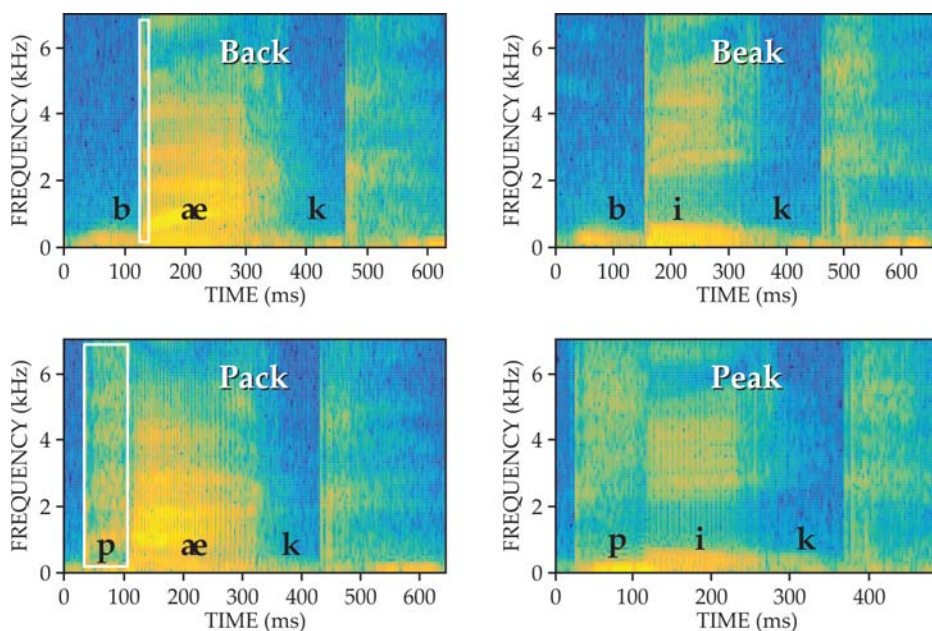 FREQUENCY (kHz)
6
4
2
0
Back
b
æ
k
0 100 200 300 400 500 600
TIME (ms)
FREQUENCY (kHz)
6
4
2
0
Beak
b
i
k
0 100 200 300 400 500 600
TIME (ms)
FREQUENCY (kHz)
6
4
2
0
Pack
p
æ
k
0 100 200 300 400 500 600
TIME (ms)
FREQUENCY (kHz)
6
4
2
0
Peak
p
i
k
0 100 200 300 400
TIME (ms)